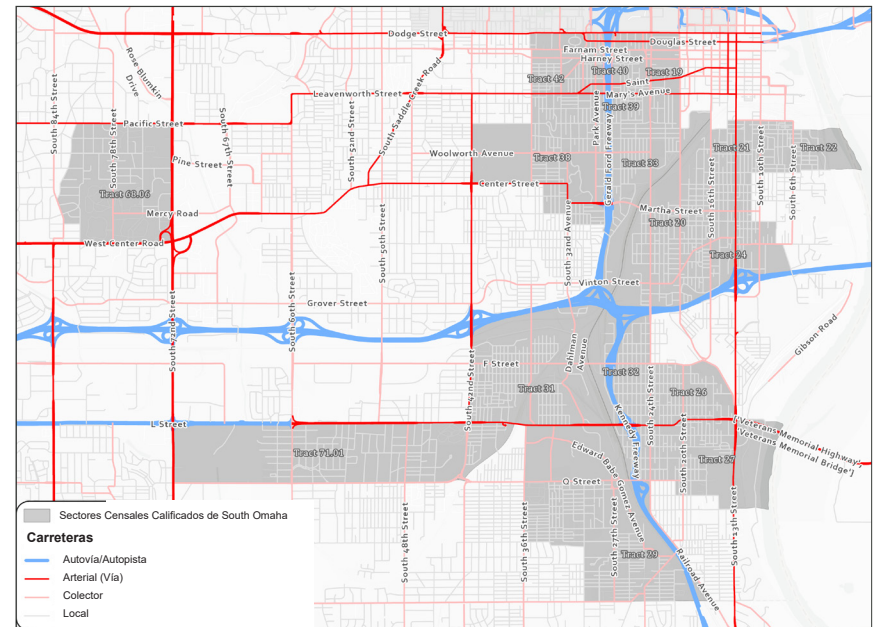 Dodge Street
Douglas Street
Farnam Street
Harney Street
Rose Blumkin
Drive
South 84th Street
South Saddle Creek Road
Tract 42
Tract 40
Tract 19
Saint
Mary's Avenue
Leavenworth Street
Park Avenue
Tract 39
Gerald Ford Freeway
Pacific Street
South 78th Street
South 67th Street
South 52nd Street
Pine Street
Woolworth Avenue
Tract 38
Tract 33
Tract 21
Tract 22
South 16th Street
South 10th Street
South 6th Street
Center Street
Tract 68.06
Mercy Road
Martha Street
Tract 20
South 50th Street
South 32nd Avenue
West Center Road
Tract 24
Vinton Street
Grover Street
South 60th Street
South 72nd Street
Gibson Road
Dahlman
Avenue
F Street
Tract 31
Tract 32
South 42nd Street
South 24th Street
Tract 26
L Street
Kennedy Freeway
['Veterans Memorial Highway',
'Veterans Memorial Bridge']
Tract 71.01
Edward Babe Gomez Avenue
South 20th Street
Tract 27
Q Street
South 48th Street
South 36th Street
South 27th Street
South 13th Street
Tract 29
Railroad Avenue
Sectores Censales Calificados de South Omaha
Carreteras
Autovía/Autopista
Arterial (Vía)
Colector
Local